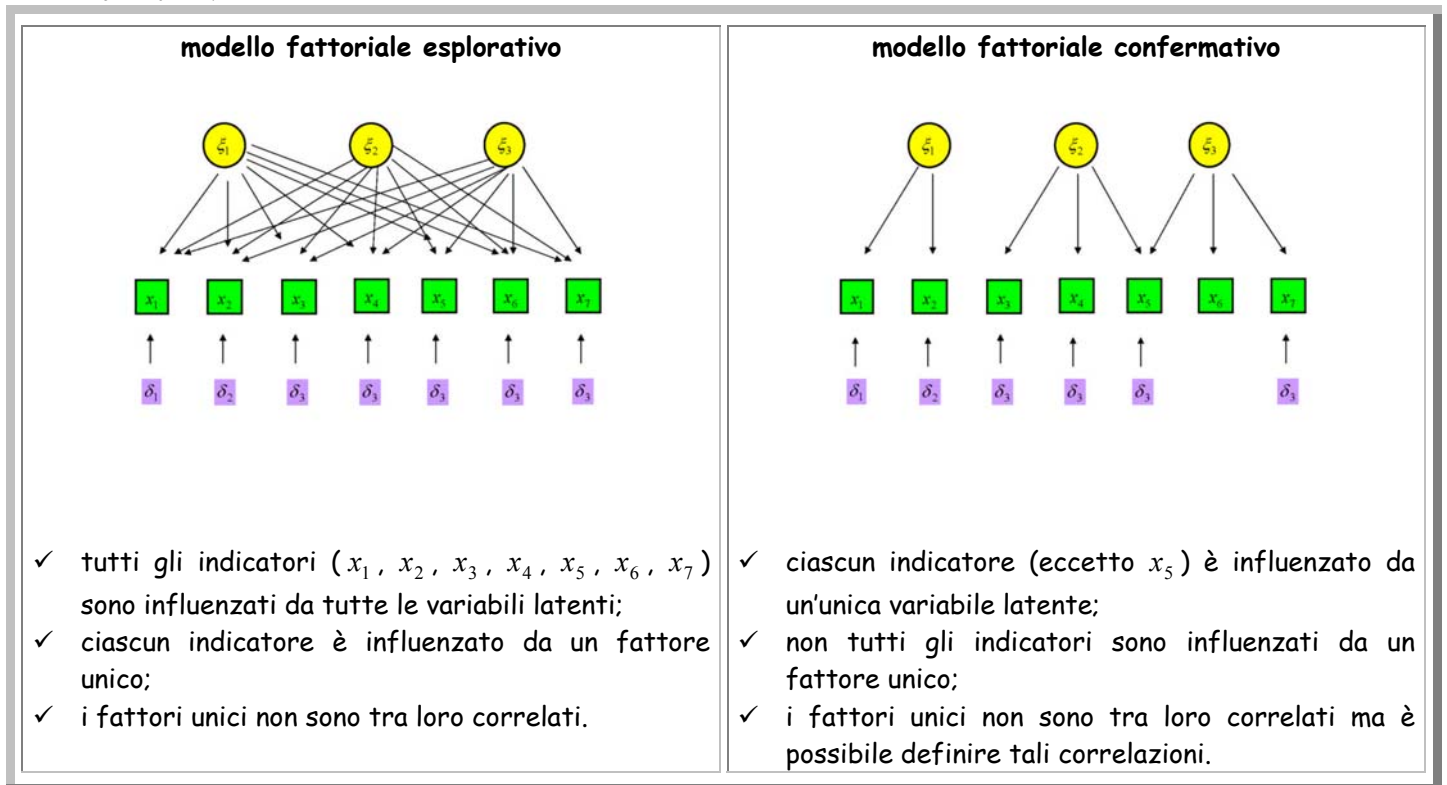 modello fattoriale esplorativo
ξ₁ ξ₂ ξ₃
x₁ x₂ x₃ x₄ x₅ x₆ x₇
δ₁ δ₂ δ₃ δ₃ δ₃ δ₃ δ₃
✓ tutti gli indicatori ( x₁ , x₂ , x₃ , x₄ , x₅ , x₆ , x₇ )
sono influenzati da tutte le variabili latenti;
✓ ciascun indicatore è influenzato da un fattore
unico;
✓ i fattori unici non sono tra loro correlati.
modello fattoriale confermativo
ξ₁ ξ₂ ξ₃
x₁ x₂ x₃ x₄ x₅ x₆ x₇
δ₁ δ₂ δ₃ δ₃ δ₃ δ₃
✓ ciascun indicatore (eccetto x₅ ) è influenzato da
un'unica variabile latente;
✓ non tutti gli indicatori sono influenzati da un
fattore unico;
✓ i fattori unici non sono tra loro correlati ma è
possibile definire tali correlazioni.